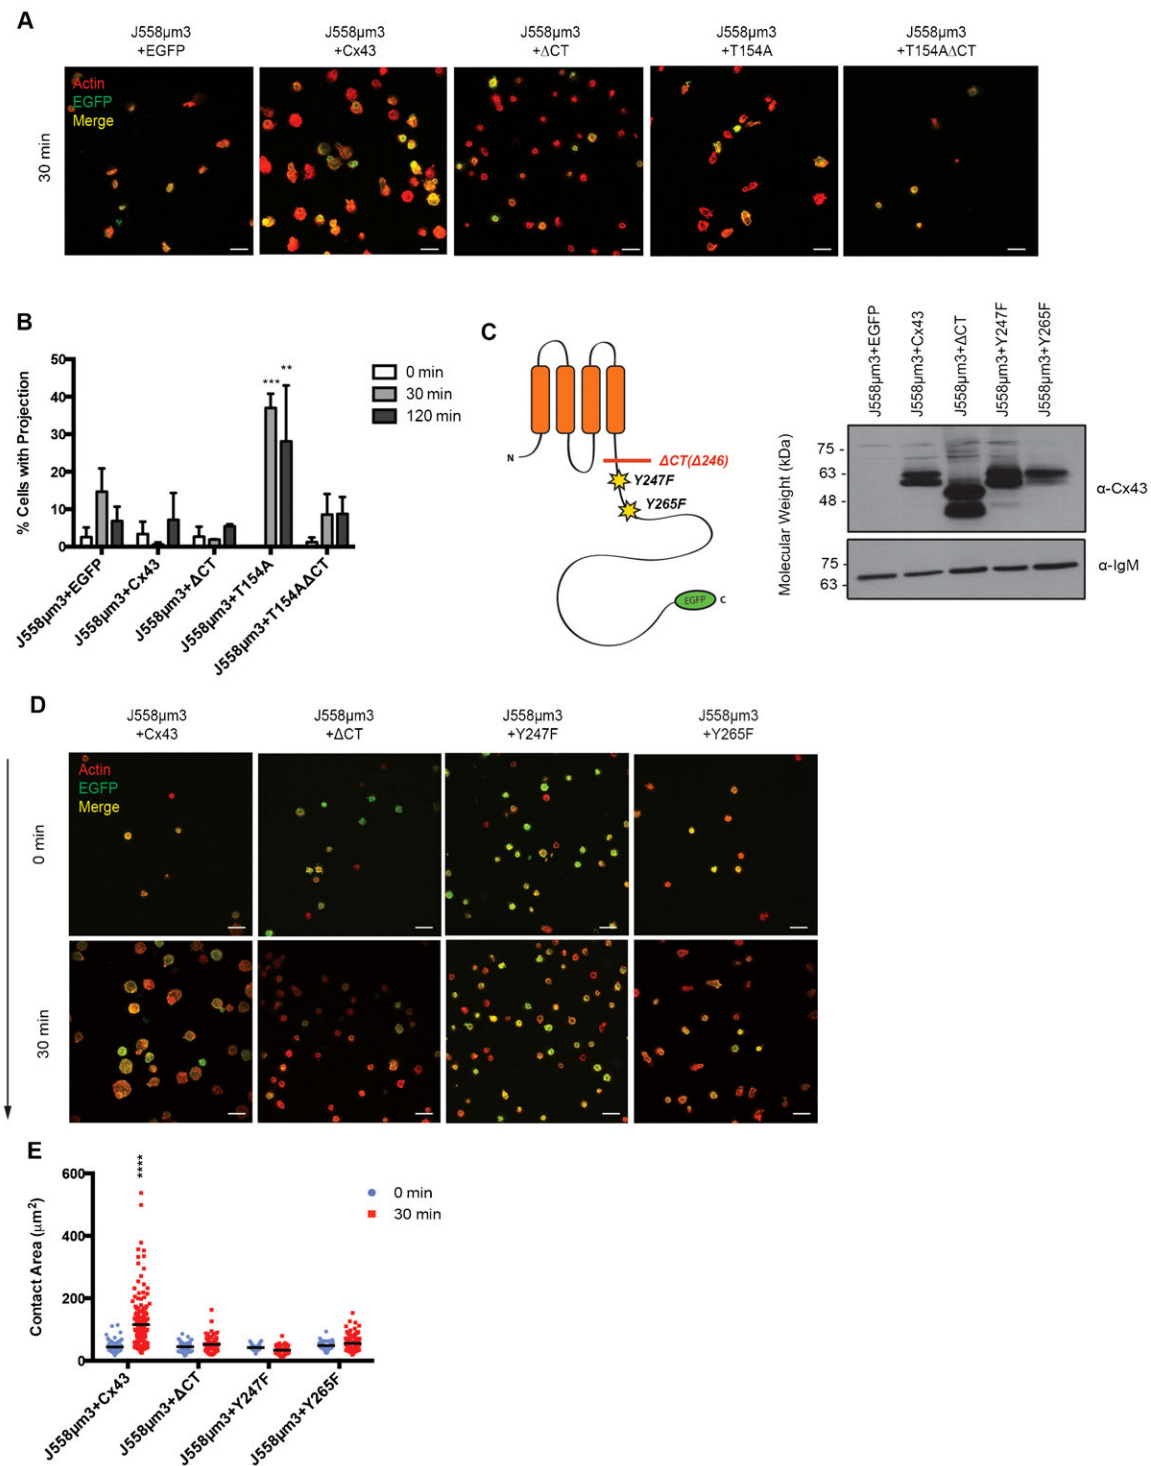 A
J558µm3
+EGFP
J558µm3
+Cx43
J558µm3
+ΔCT
J558µm3
+T154A
J558µm3
+T154AΔCT
Actin
EGFP
Merge
30 min
B
% Cells with Projection
50
40
30
20
10
0
***
**
0 min
30 min
120 min
J558µm3+EGFP
J558µm3+Cx43
J558µm3+ΔCT
J558µm3+T154A
J558µm3+T154AΔCT
C
N
ΔCT(Δ246)
Y247F
Y265F
EGFP
C
J558µm3+EGFP
J558µm3+Cx43
J558µm3+ΔCT
J558µm3+Y247F
J558µm3+Y265F
Molecular Weight (kDa)
75 -
63 -
48 -
α-Cx43
75 -
63 -
α-IgM
D
J558µm3
+Cx43
J558µm3
+ΔCT
J558µm3
+Y247F
J558µm3
+Y265F
Actin
EGFP
Merge
0 min
30 min
E
Contact Area (µm²)
600
400
200
0
****
0 min
30 min
J558µm3+Cx43
J558µm3+ΔCT
J558µm3+Y247F
J558µm3+Y265F